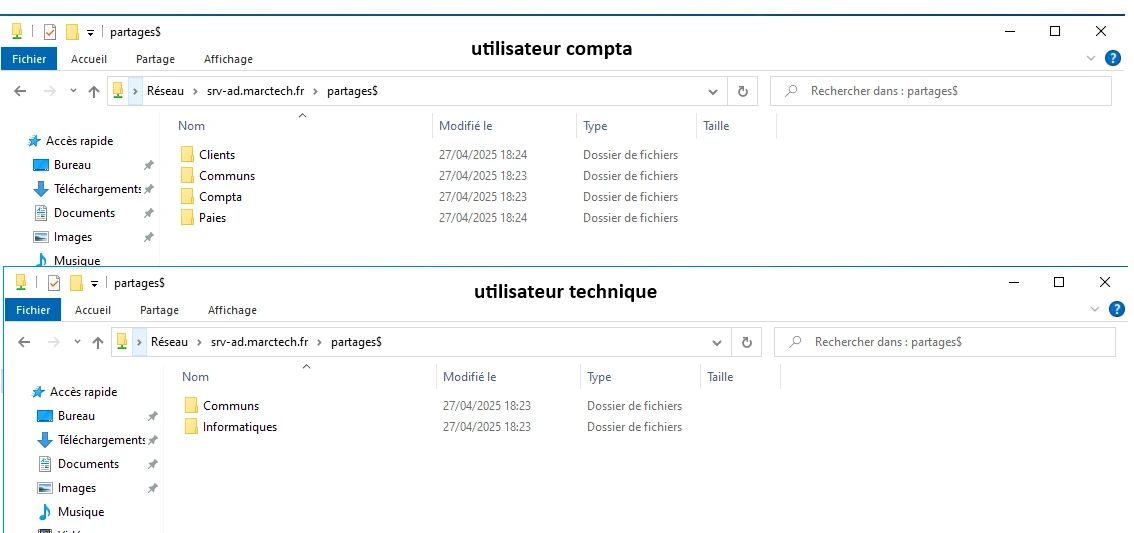 partages$
utilisateur compta
Fichier Accueil Partage Affichage
Réseau srv-ad.marctech.fr partages$ Rechercher dans : partages$
Nom Modifié le Type Taille
Accès rapide
Bureau
Téléchargements
Documents
Images
Musique
Clients 27/04/2025 18:24 Dossier de fichiers
Communs 27/04/2025 18:23 Dossier de fichiers
Compta 27/04/2025 18:23 Dossier de fichiers
Paies 27/04/2025 18:24 Dossier de fichiers
partages$
utilisateur technique
Fichier Accueil Partage Affichage
Réseau srv-ad.marctech.fr partages$ Rechercher dans : partages$
Nom Modifié le Type Taille
Accès rapide
Bureau
Téléchargements
Documents
Images
Musique
Communs 27/04/2025 18:23 Dossier de fichiers
Informatiques 27/04/2025 18:23 Dossier de fichiers